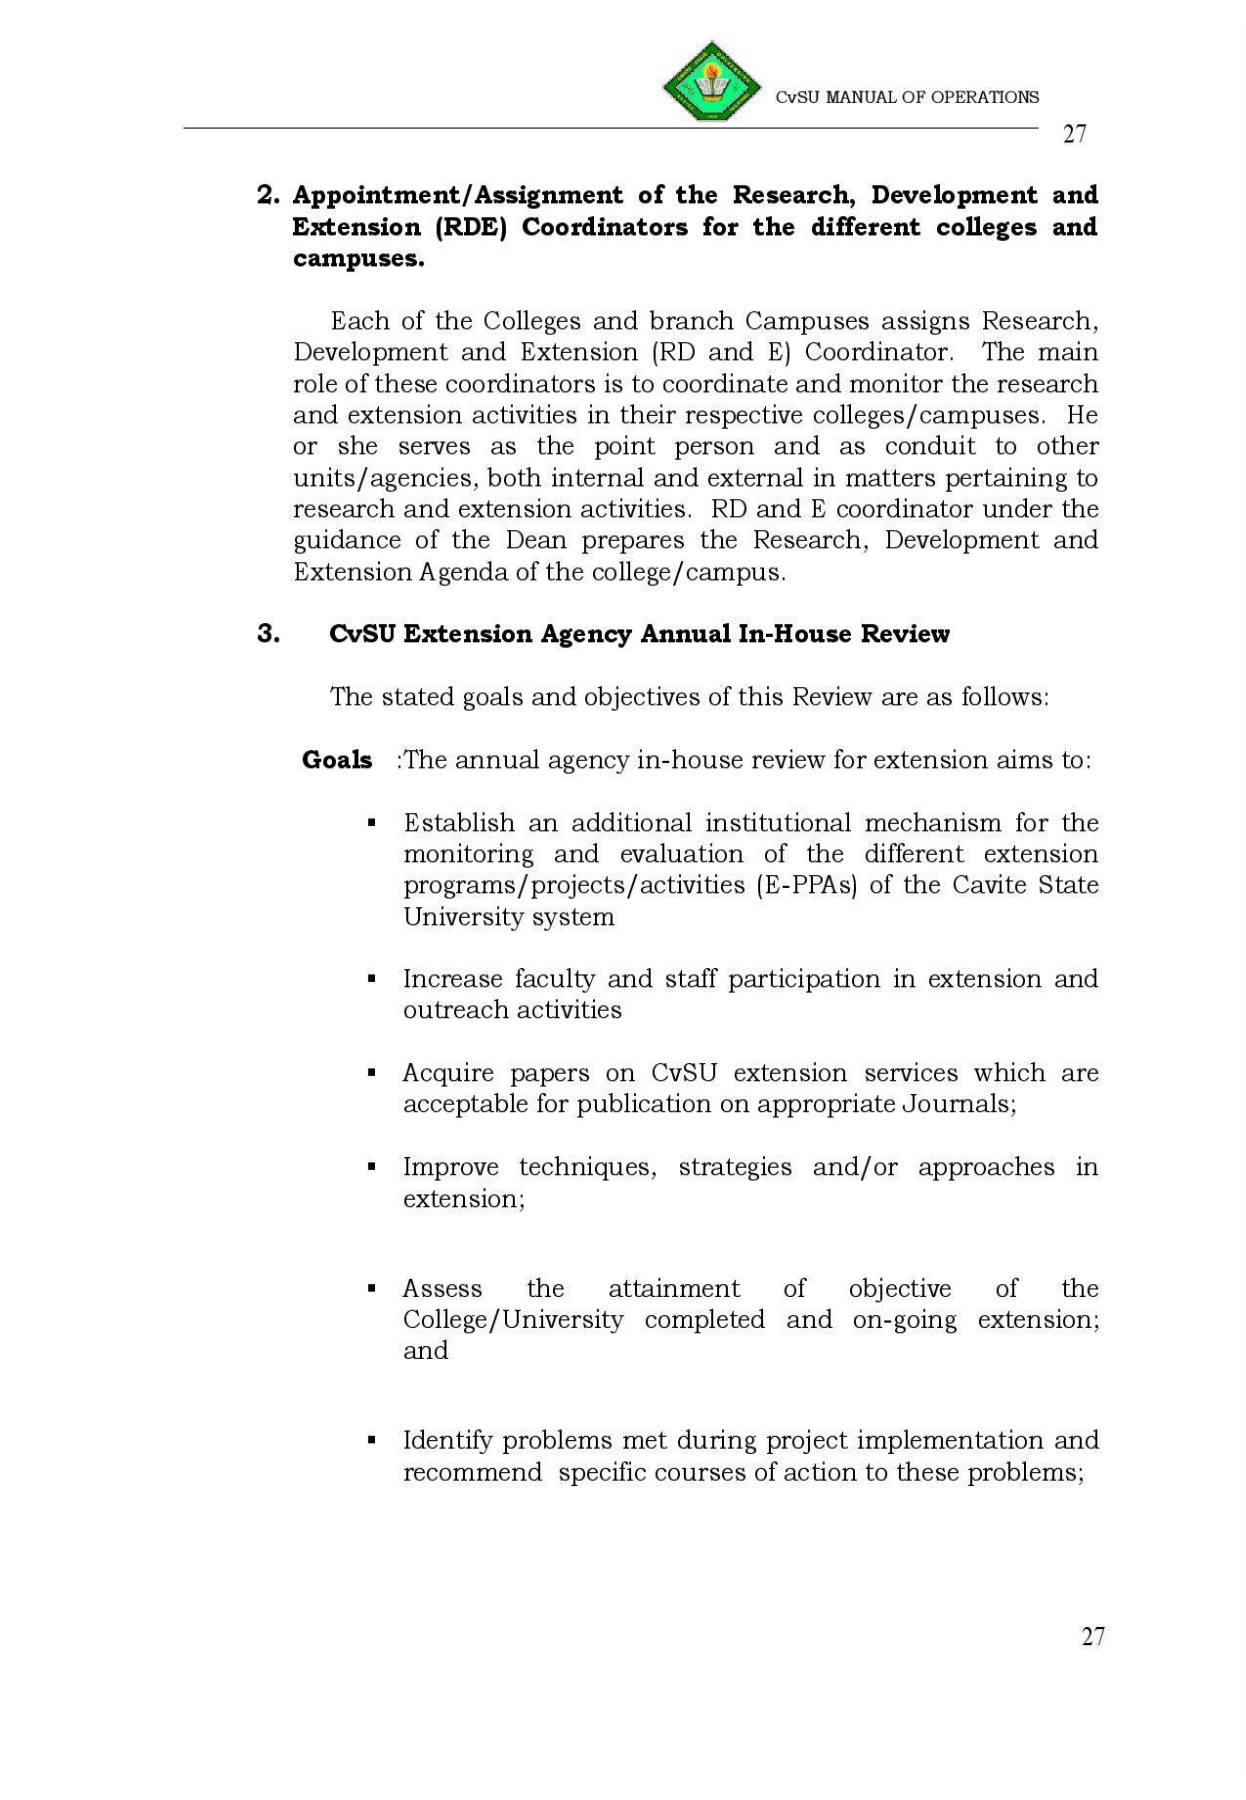 CvSU MANUAL OF OPERATIONS
27
2. Appointment/Assignment of the Research, Development and
Extension (RDE) Coordinators for the different colleges and
campuses.
Each of the Colleges and branch Campuses assigns Research,
Development and Extension (RD and E) Coordinator. The main
role of these coordinators is to coordinate and monitor the research
and extension activities in their respective colleges/campuses. He
or she serves as the point person and as conduit to other
units/agencies, both internal and external in matters pertaining to
research and extension activities. RD and E coordinator under the
guidance of the Dean prepares the Research, Development and
Extension Agenda of the college/campus.
3. CvSU Extension Agency Annual In-House Review
The stated goals and objectives of this Review are as follows:
Goals :The annual agency in-house review for extension aims to:
▪ Establish an additional institutional mechanism for the
monitoring and evaluation of the different extension
programs/projects/activities (E-PPAs) of the Cavite State
University system
▪ Increase faculty and staff participation in extension and
outreach activities
▪ Acquire papers on CvSU extension services which are
acceptable for publication on appropriate Journals;
▪ Improve techniques, strategies and/or approaches in
extension;
▪ Assess the attainment of objective of the
College/University completed and on-going extension;
and
▪ Identify problems met during project implementation and
recommend specific courses of action to these problems;
27